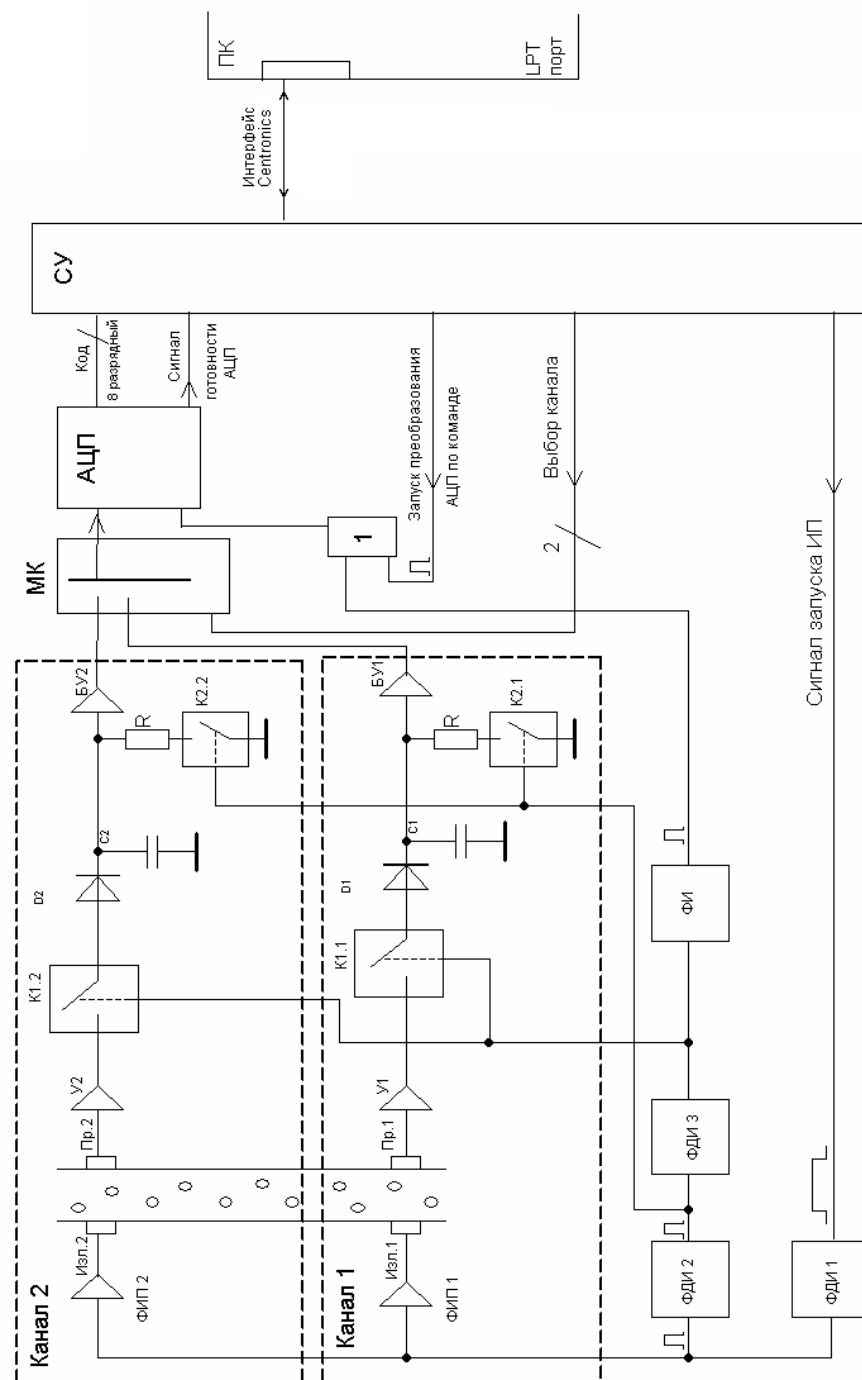 Канал 2
Изл.2
ФИП 2
Пр.2
У2
К1.2
D2
C2
R
К2.2
БУ2
Канал 1
Изл.1
ФИП 1
Пр.1
У1
К1.1
D1
C1
R
К2.1
БУ1
МК
АЦП
1
Код
8 разрядный
Сигнал
готовности
АЦП
Запуск преобразования
АЦП по команде
2
Выбор канала
Сигнал запуска ИП
СУ
Интерфейс
Centronics
ПК
LPT
порт
ФДИ 1
ФДИ 2
ФДИ 3
ФИ